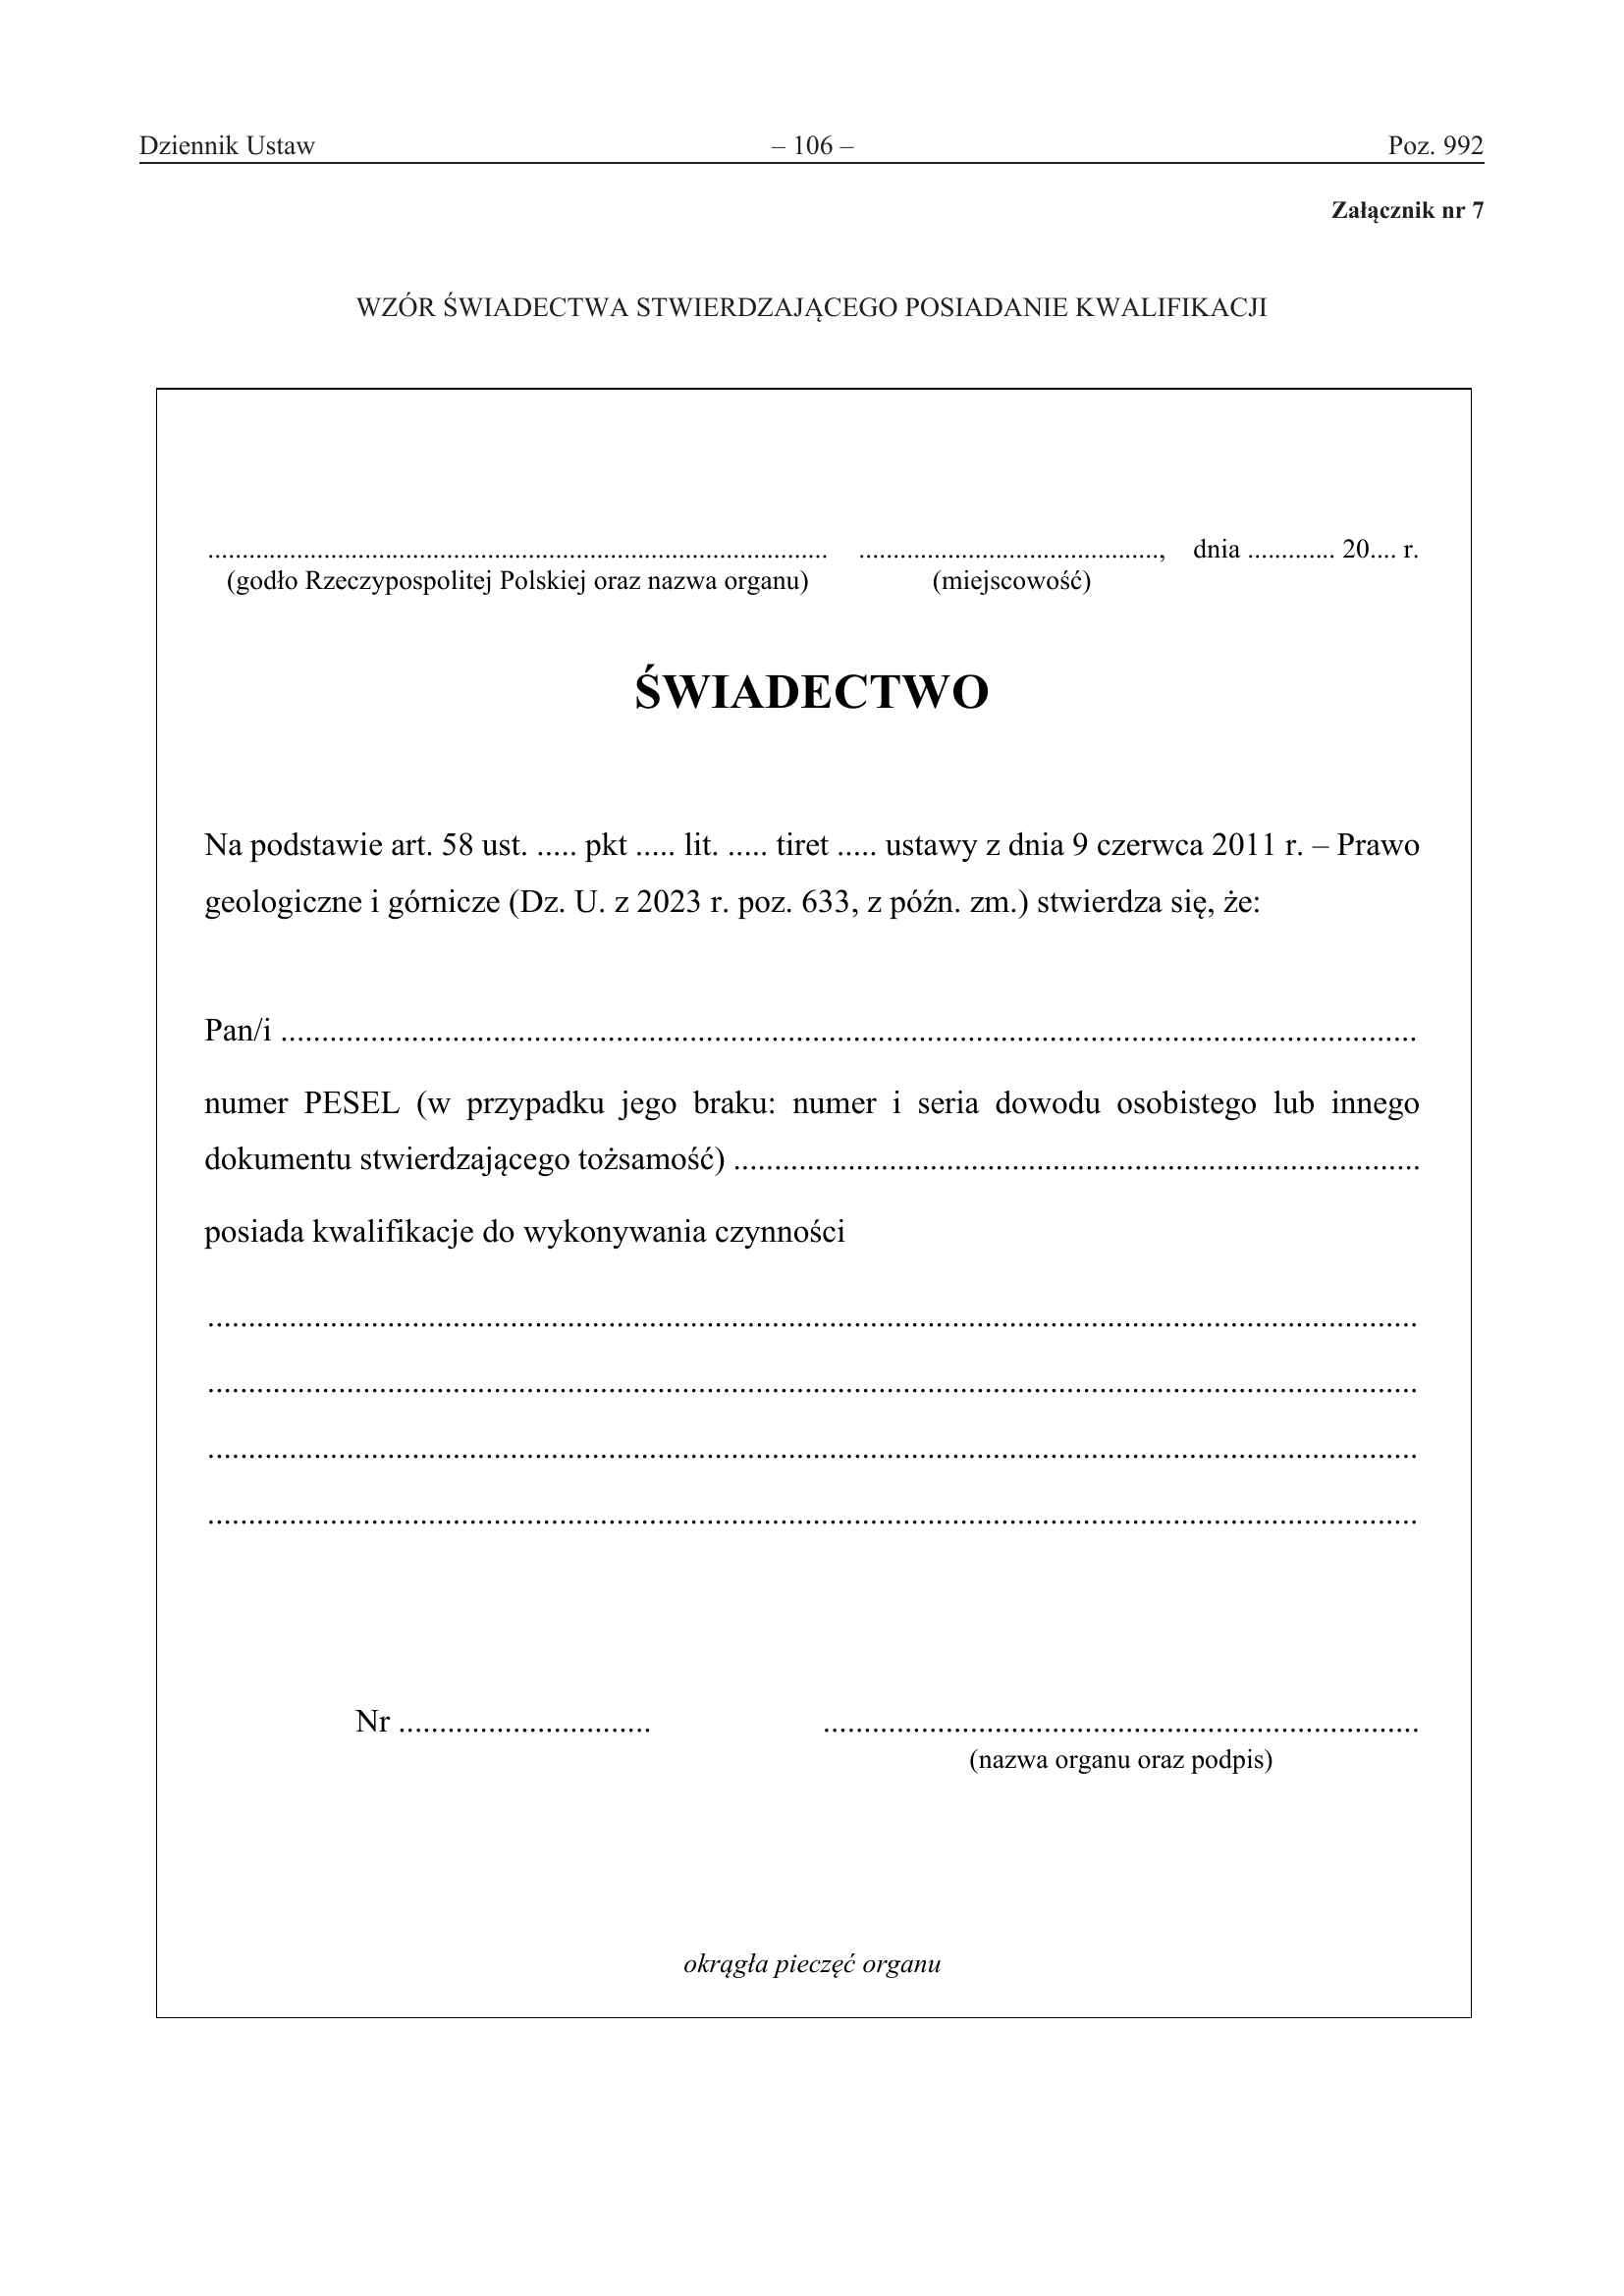 Dziennik Ustaw – 106 – Poz. 992
Załącznik nr 7
WZÓR ŚWIADECTWA STWIERDZAJĄCEGO POSIADANIE KWALIFIKACJI
.......................................................................................... ............................................, dnia ............. 20.... r.
(godło Rzeczypospolitej Polskiej oraz nazwa organu) (miejscowość)
ŚWIADECTWO
Na podstawie art. 58 ust. ..... pkt ..... lit. ..... tiret ..... ustawy z dnia 9 czerwca 2011 r. – Prawo
geologiczne i górnicze (Dz. U. z 2023 r. poz. 633, z późn. zm.) stwierdza się, że:
Pan/i ...........................................................................................................................................
numer PESEL (w przypadku jego braku: numer i seria dowodu osobistego lub innego
dokumentu stwierdzającego tożsamość) ....................................................................................
posiada kwalifikacje do wykonywania czynności
....................................................................................................................................................
....................................................................................................................................................
....................................................................................................................................................
....................................................................................................................................................
Nr ............................... .........................................................................
(nazwa organu oraz podpis)
okrągła pieczęć organu